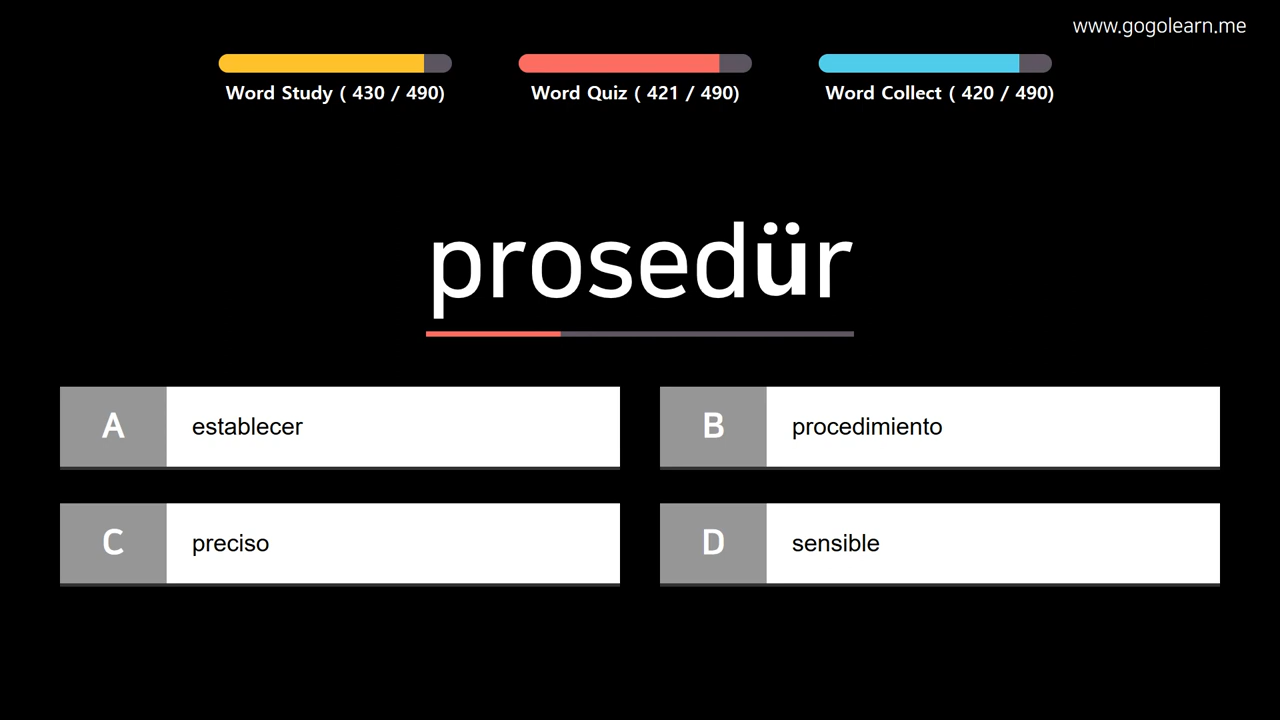 www.gogolearn.me
Word Study ( 430 / 490)
Word Quiz ( 421 / 490)
Word Collect ( 420 / 490)
prosedür
A establecer
B procedimiento
C preciso
D sensible